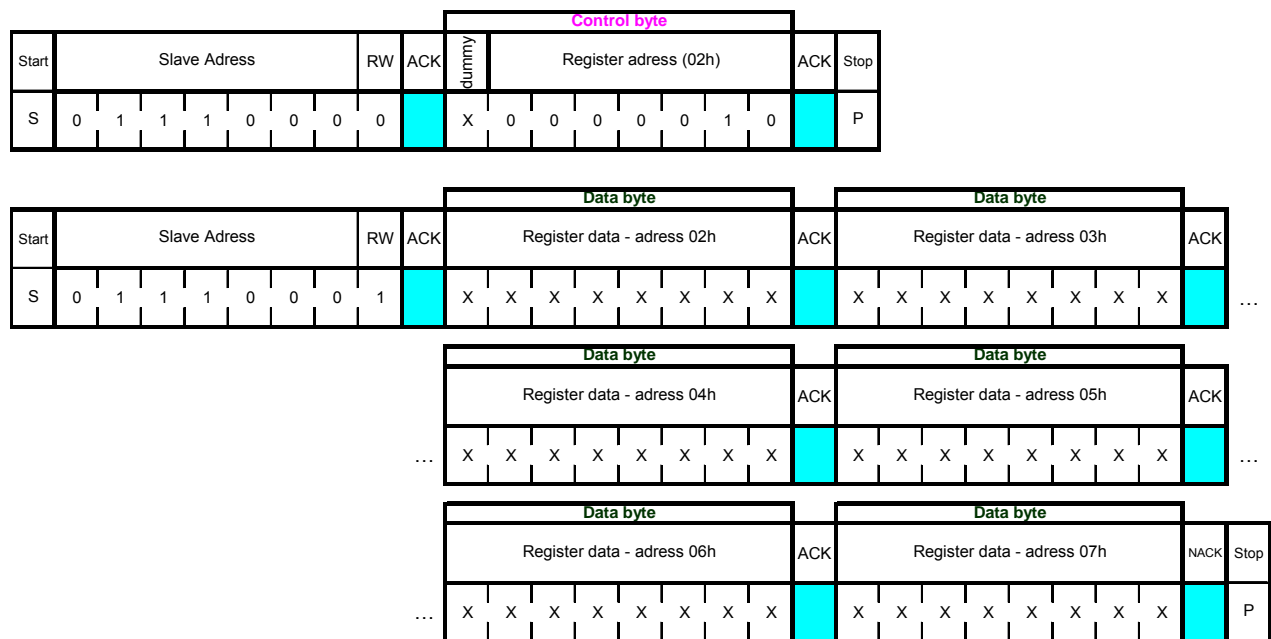 Control byte
Start Slave Adress RW ACK dummy Register adress (02h) ACK Stop
S 0 1 1 1 0 0 0 0 X 0 0 0 0 0 1 0 P
Data byte Data byte
Start Slave Adress RW ACK Register data - adress 02h ACK Register data - adress 03h ACK
S 0 1 1 1 0 0 0 1 X X X X X X X X X X X X X X X X ...
Data byte Data byte
Register data - adress 04h ACK Register data - adress 05h ACK
... X X X X X X X X X X X X X X X X ...
Data byte Data byte
Register data - adress 06h ACK Register data - adress 07h NACK Stop
... X X X X X X X X X X X X X X X X P